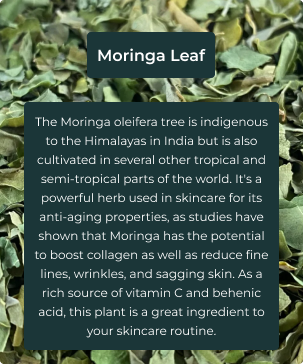 Moringa Leaf
The Moringa oleifera tree is indigenous
to the Himalayas in India but is also
cultivated in several other tropical and
semi-tropical parts of the world. It's a
powerful herb used in skincare for its
anti-aging properties, as studies have
shown that Moringa has the potential
to boost collagen as well as reduce fine
lines, wrinkles, and sagging skin. As a
rich source of vitamin C and behenic
acid, this plant is a great ingredient to
your skincare routine.